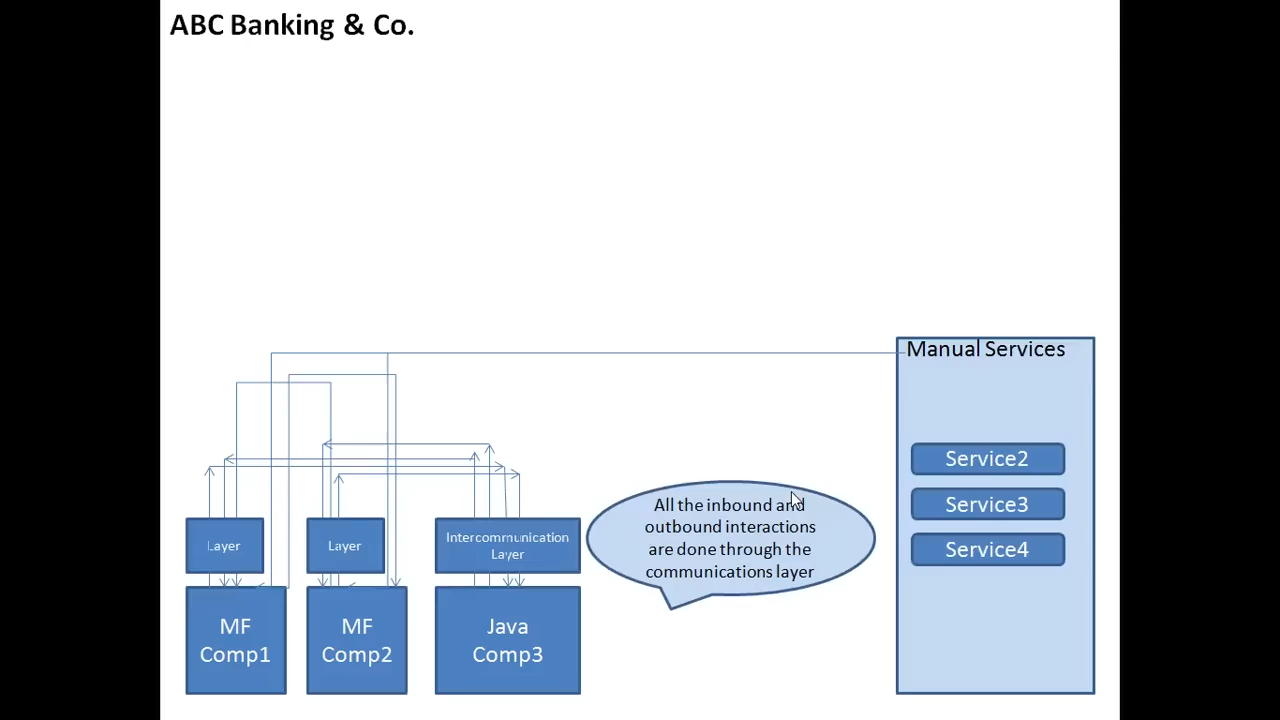 ABC Banking & Co.
Manual Services
Service2
Service3
Service4
Layer
Layer
Intercommunication
Layer
All the inbound and
outbound interactions
are done through the
communications layer
MF
Comp1
MF
Comp2
Java
Comp3